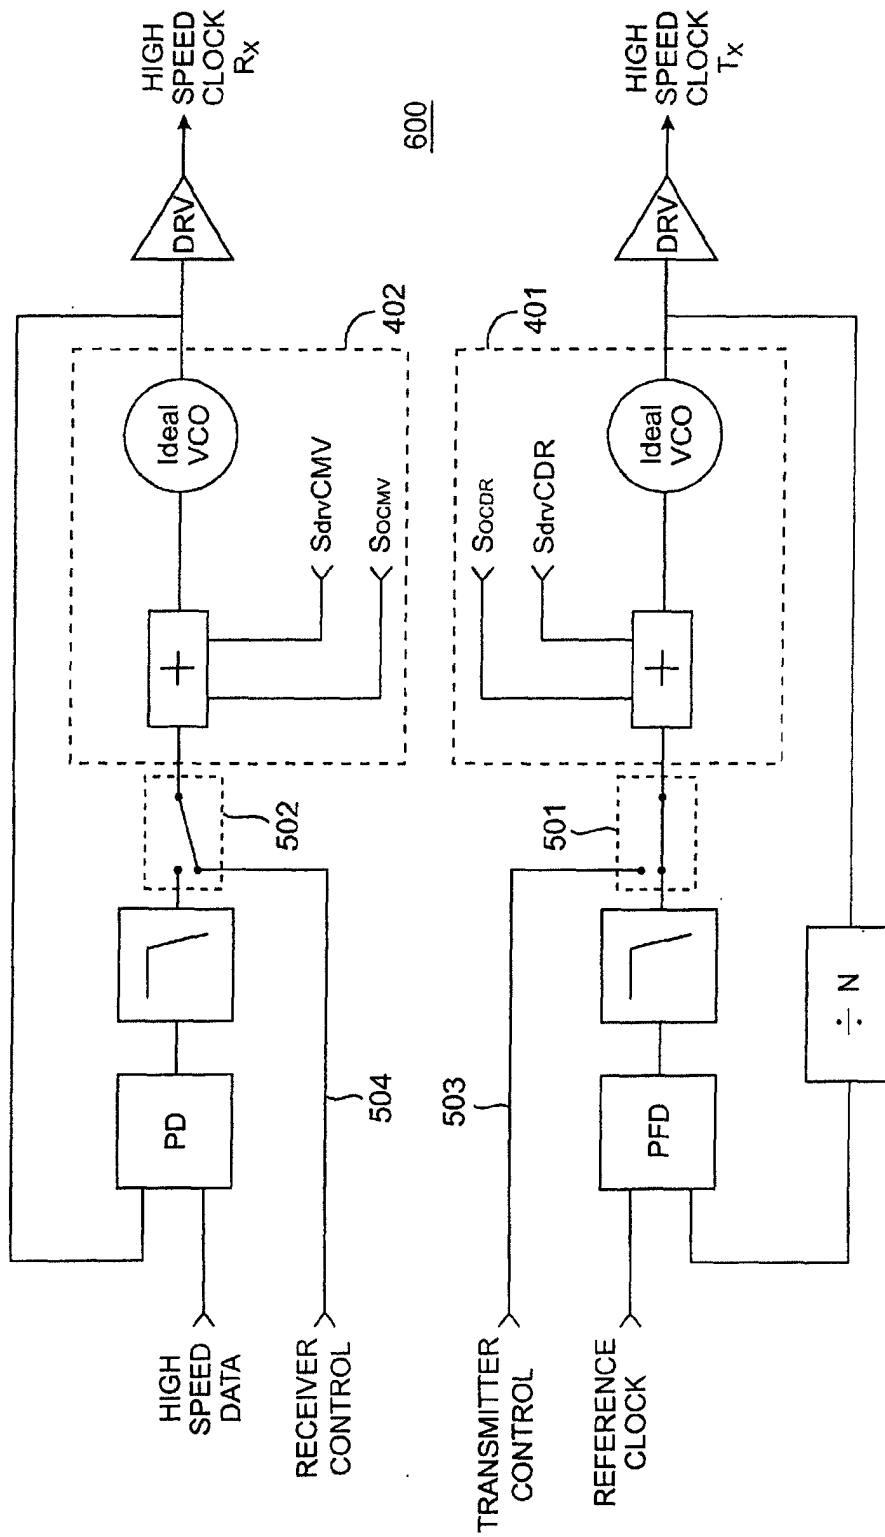 HIGH
SPEED
CLOCK
Rx
DRV
402
Ideal
VCO
SdrvCMV
SOCMV
+
502
PD
504
HIGH
SPEED
DATA
RECEIVER
CONTROL
600
HIGH
SPEED
CLOCK
Tx
DRV
401
Ideal
VCO
SOCDR
SdrvCDR
+
501
503
PFD
÷ N
TRANSMITTER
CONTROL
REFERENCE
CLOCK